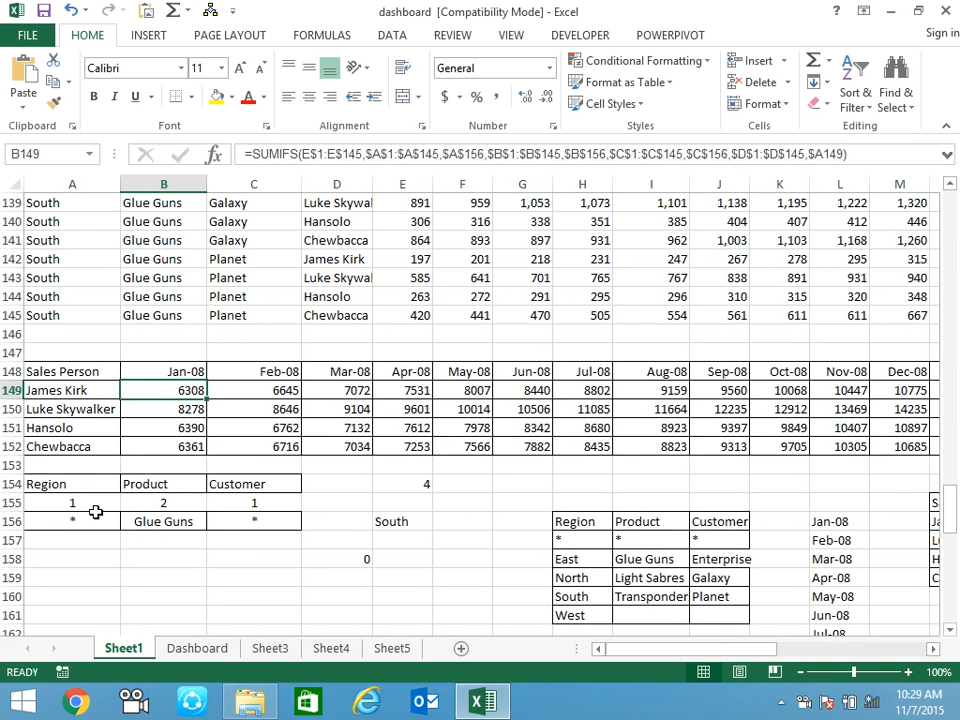 dashboard [Compatibility Mode] - Excel
Sign in
FILE HOME INSERT PAGE LAYOUT FORMULAS DATA REVIEW VIEW DEVELOPER POWERPIVOT
Paste
Calibri 11
B I U
General
$ % ,
Conditional Formatting
Format as Table
Cell Styles
Insert
Delete
Format
Sort & Filter
Find & Select
Clipboard Font Alignment Number Styles Cells Editing
B149 fx =SUMIFS(E$1:E$145,$A$1:$A$145,$A$156,$B$1:$B$145,$B$156,$C$1:$C$145,$C$156,$D$1:$D$145,$A149)
A B C D E F G H I J K L M
139 South Glue Guns Galaxy Luke Skywal 891 959 1,053 1,073 1,101 1,138 1,195 1,222 1,320
140 South Glue Guns Galaxy Hansolo 306 316 338 351 385 404 407 412 446
141 South Glue Guns Galaxy Chewbacca 864 893 897 931 962 1,003 1,103 1,168 1,260
142 South Glue Guns Planet James Kirk 197 201 218 231 247 267 278 295 315
143 South Glue Guns Planet Luke Skywal 585 641 701 765 767 838 891 931 940
144 South Glue Guns Planet Hansolo 263 272 291 295 296 310 315 320 348
145 South Glue Guns Planet Chewbacca 420 441 470 505 554 561 611 611 667
146
147
148 Sales Person Jan-08 Feb-08 Mar-08 Apr-08 May-08 Jun-08 Jul-08 Aug-08 Sep-08 Oct-08 Nov-08 Dec-08
149 James Kirk 6308 6645 7072 7531 8007 8440 8802 9159 9560 10068 10447 10775
150 Luke Skywalker 8278 8646 9104 9601 10014 10506 11085 11664 12235 12912 13469 14235
151 Hansolo 6390 6762 7132 7612 7978 8342 8680 8923 9397 9849 10407 10897
152 Chewbacca 6361 6716 7034 7253 7566 7882 8435 8823 9313 9705 10305 10685
153
154 Region Product Customer 4
155 1 2 1 S
156 * Glue Guns * South Region Product Customer Jan-08
157 * * * Feb-08
158 0 East Glue Guns Enterprise Mar-08
159 North Light Sabres Galaxy Apr-08
160 South Transponder Planet May-08
161 West Jun-08
162 Jul-08
Sheet1 Dashboard Sheet3 Sheet4 Sheet5
READY 100%
10:29 AM
11/7/2015